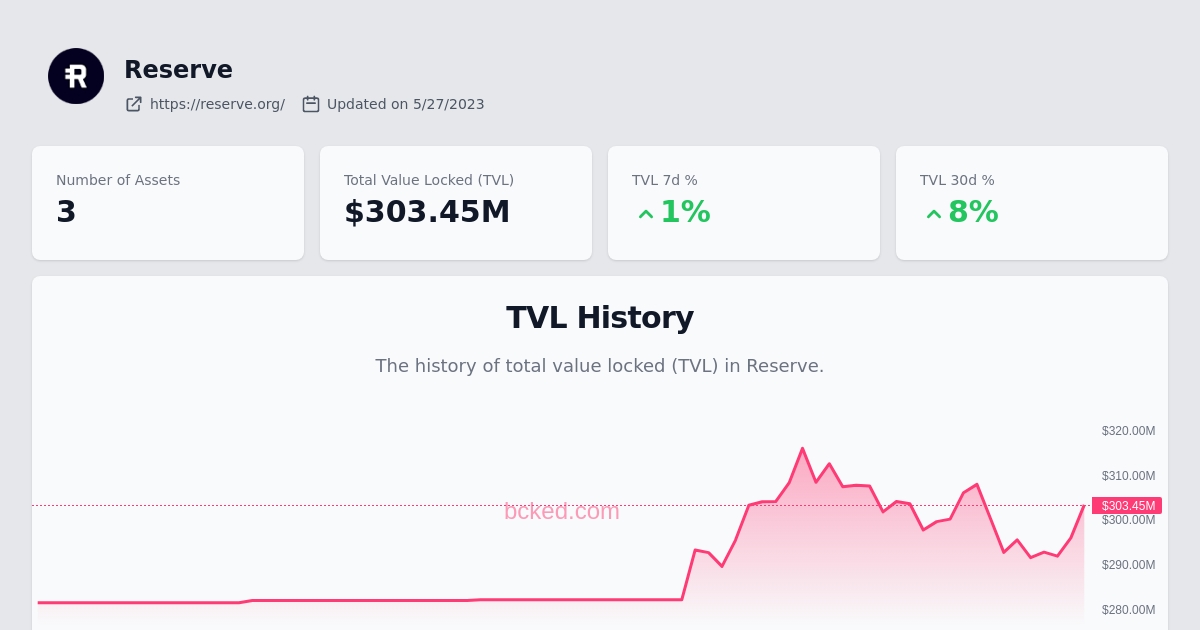 Reserve
https://reserve.org/ Updated on 5/27/2023
Number of Assets
3
Total Value Locked (TVL)
$303.45M
TVL 7d %
1%
TVL 30d %
8%
TVL History
The history of total value locked (TVL) in Reserve.
bcked.com
$320.00M
$310.00M
$303.45M
$300.00M
$290.00M
$280.00M